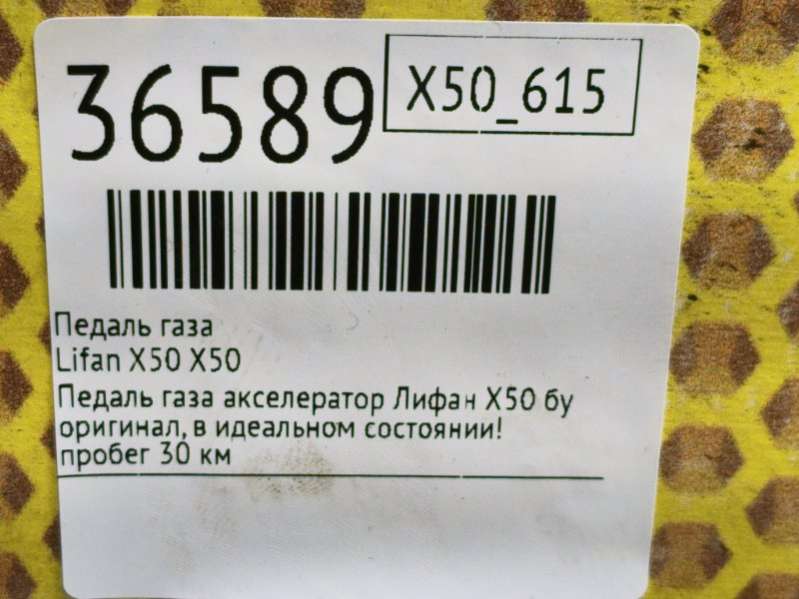 36589
X50_615
Педаль газа
Lifan X50 X50
Педаль газа акселератор Лифан X50 бу
оригинал, в идеальном состоянии!
пробег 30 км